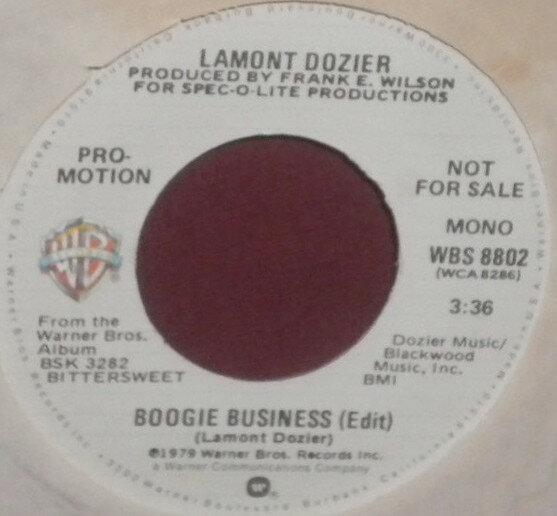 LAMONT DOZIER
PRODUCED BY FRANK E. WILSON
FOR SPEC-O-LITE PRODUCTIONS
PRO-
MOTION
NOT
FOR SALE
MONO
WBS 8802
(WCA 8286)
3:36
From the
Warner Bros.
Album
BSK 3282
BITTERSWEET
Dozier Music/
Blackwood
Music, Inc.
BMI
BOOGIE BUSINESS (Edit)
(Lamont Dozier)
℗1979 Warner Bros. Records Inc.
a Warner Communications Company